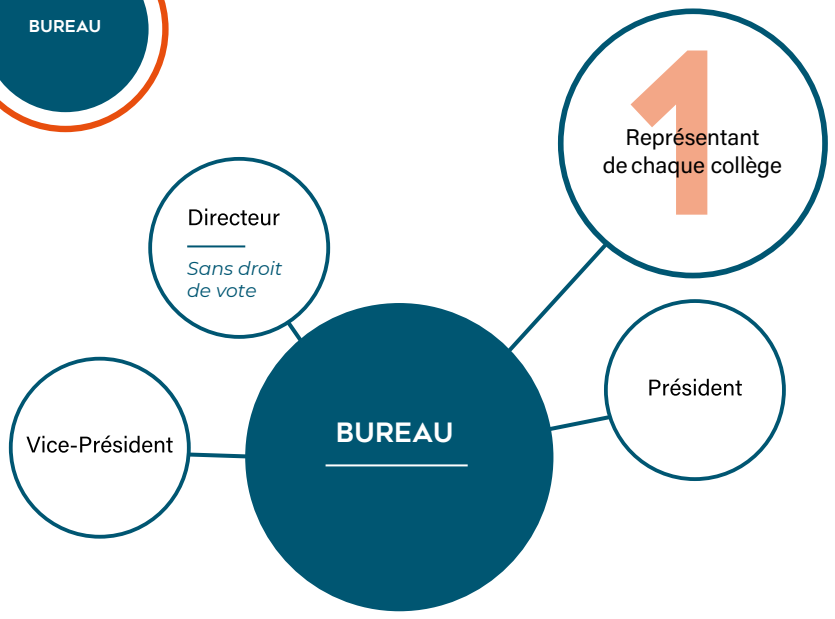 BUREAU
1
Représentant
de chaque collège
Directeur
Sans droit
de vote
Président
BUREAU
Vice-Président